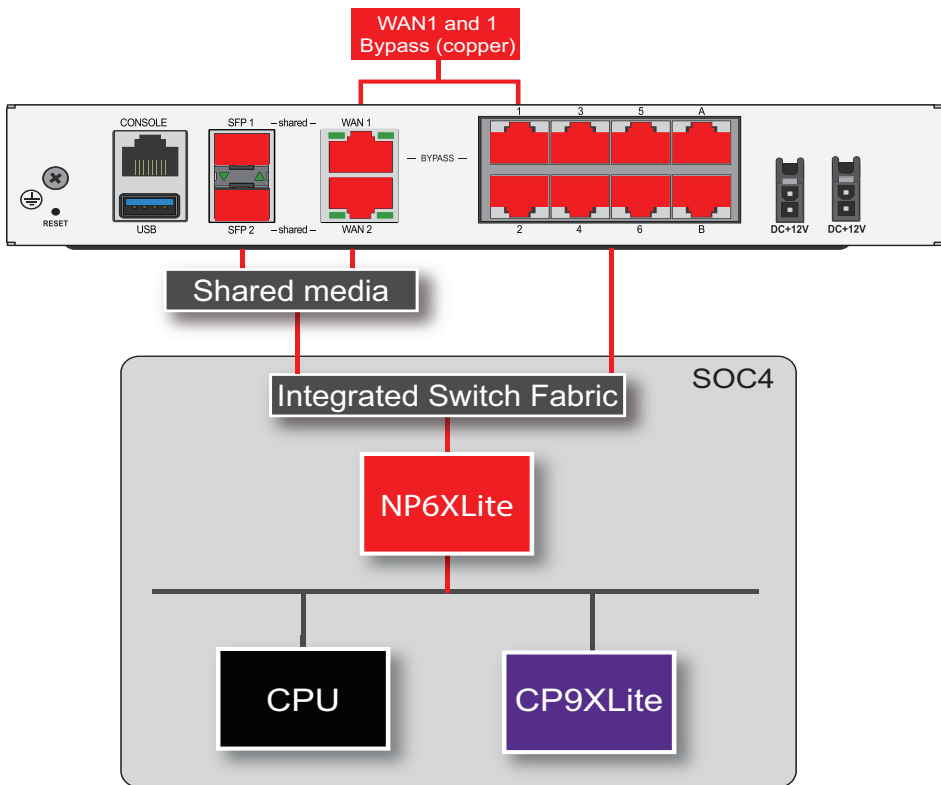 WAN1 and 1
Bypass (copper)
1 3 5 A
CONSOLE SFP 1 –shared– WAN 1
— BYPASS —
RESET
USB SFP 2 –shared– WAN 2 2 4 6 B DC+12V DC+12V
Shared media
SOC4
Integrated Switch Fabric
NP6XLite
CPU CP9XLite